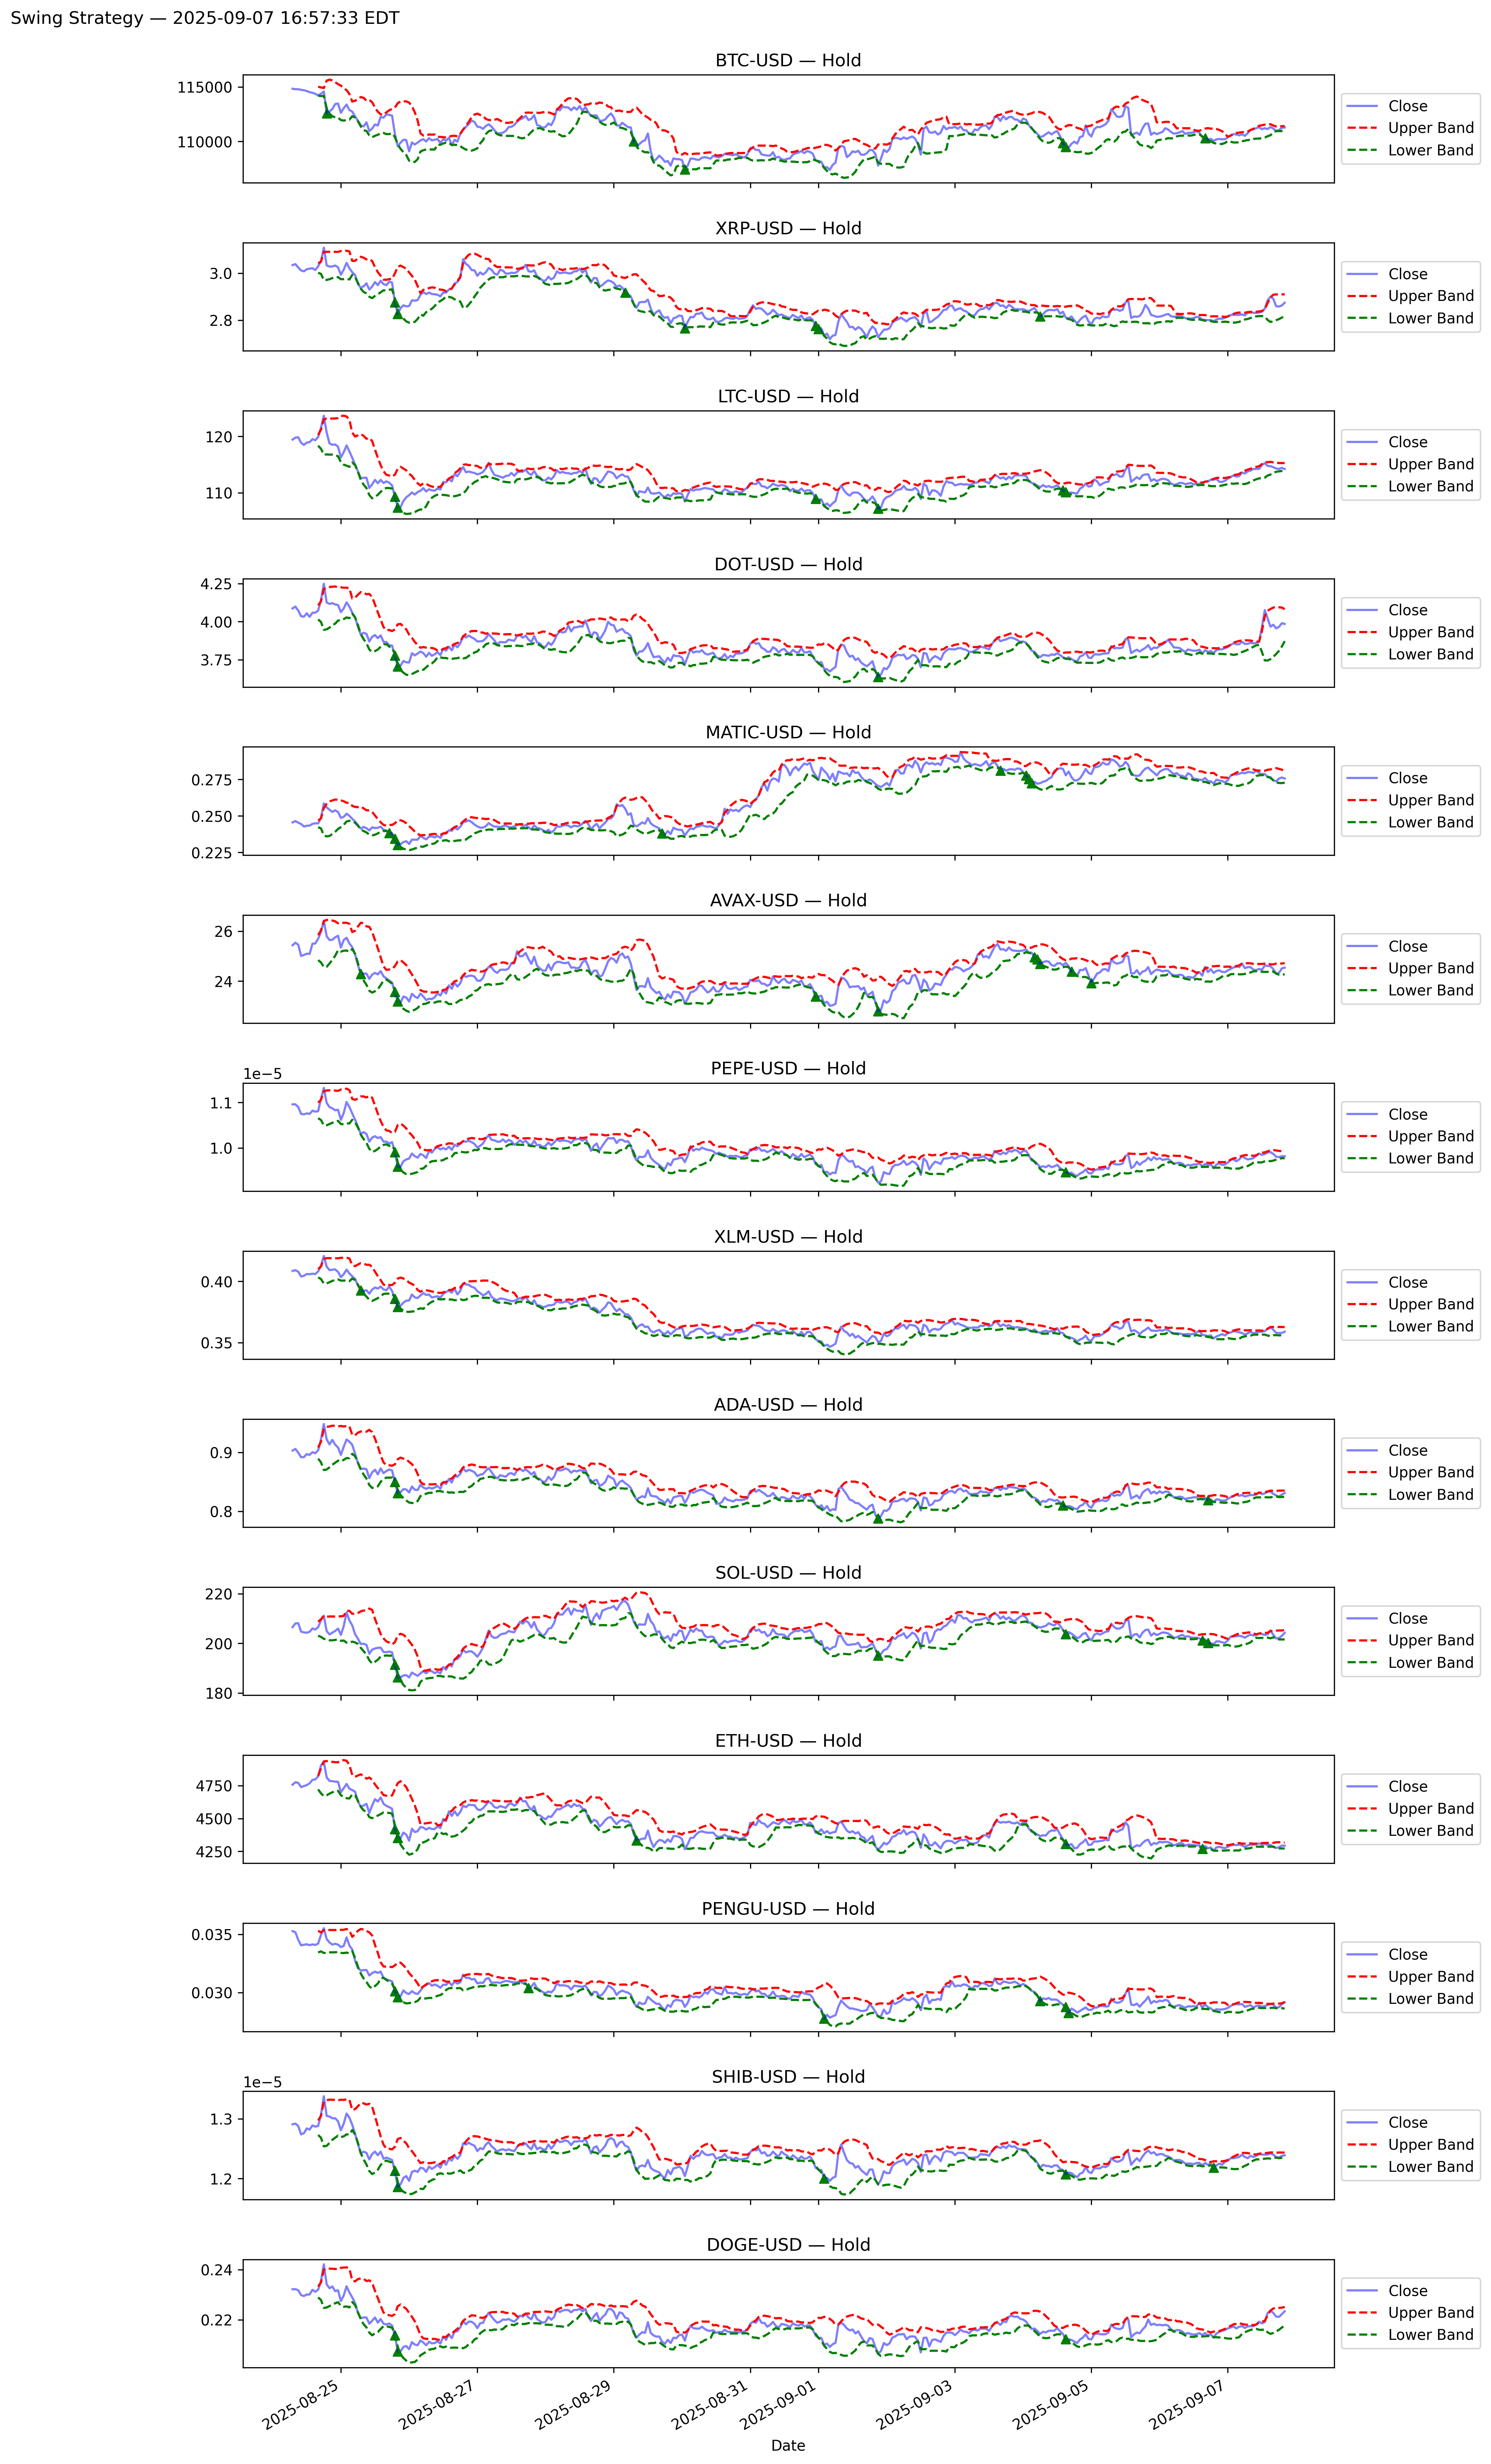 Swing Strategy — 2025-09-07 16:57:33 EDT
BTC-USD — Hold
115000
110000
Close
Upper Band
Lower Band
XRP-USD — Hold
3.0
2.8
Close
Upper Band
Lower Band
LTC-USD — Hold
120
110
Close
Upper Band
Lower Band
DOT-USD — Hold
4.25
4.00
3.75
Close
Upper Band
Lower Band
MATIC-USD — Hold
0.275
0.250
0.225
Close
Upper Band
Lower Band
AVAX-USD — Hold
26
24
Close
Upper Band
Lower Band
PEPE-USD — Hold
1e−5
1.1
1.0
Close
Upper Band
Lower Band
XLM-USD — Hold
0.40
0.35
Close
Upper Band
Lower Band
ADA-USD — Hold
0.9
0.8
Close
Upper Band
Lower Band
SOL-USD — Hold
220
200
180
Close
Upper Band
Lower Band
ETH-USD — Hold
4750
4500
4250
Close
Upper Band
Lower Band
PENGU-USD — Hold
0.035
0.030
Close
Upper Band
Lower Band
SHIB-USD — Hold
1e−5
1.3
1.2
Close
Upper Band
Lower Band
DOGE-USD — Hold
0.24
0.22
Close
Upper Band
Lower Band
2025-08-25
2025-08-27
2025-08-29
2025-08-31
2025-09-01
2025-09-03
2025-09-05
2025-09-07
Date